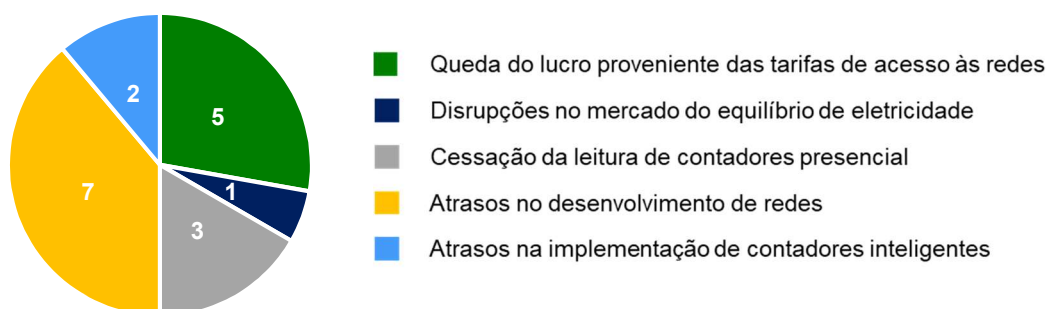 2
5
1
7
3
Queda do lucro proveniente das tarifas de acesso às redes
Disrupções no mercado do equilíbrio de eletricidade
Cessação da leitura de contadores presencial
Atrasos no desenvolvimento de redes
Atrasos na implementação de contadores inteligentes